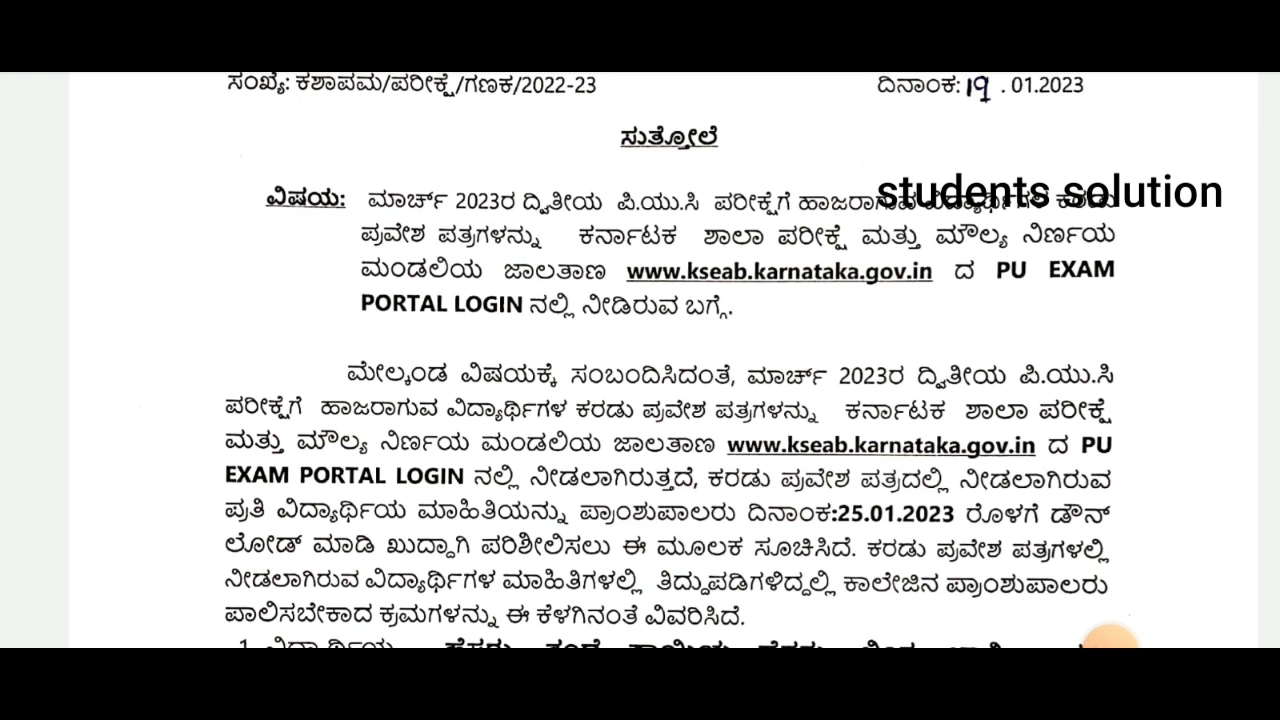 ಸಂಖ್ಯೆ: ಕಶಾಪಮ/ಪರೀಕ್ಷೆ/ಗಣಕ/2022-23 ದಿನಾಂಕ: 19 . 01.2023
ಸುತ್ತೋಲೆ
students solution
ವಿಷಯ: ಮಾರ್ಚ್ 2023ರ ದ್ವಿತೀಯ ಪಿ.ಯು.ಸಿ ಪರೀಕ್ಷೆಗೆ ಹಾಜರಾಗುವ ಕರಡು
ಪ್ರವೇಶ ಪತ್ರಗಳನ್ನು ಕರ್ನಾಟಕ ಶಾಲಾ ಪರೀಕ್ಷೆ ಮತ್ತು ಮೌಲ್ಯ ನಿರ್ಣಯ
ಮಂಡಲಿಯ ಜಾಲತಾಣ www.kseab.karnataka.gov.in ದ PU EXAM
PORTAL LOGIN ನಲ್ಲಿ ನೀಡಿರುವ ಬಗ್ಗೆ.
ಮೇಲ್ಕಂಡ ವಿಷಯಕ್ಕೆ ಸಂಬಂದಿಸಿದಂತೆ, ಮಾರ್ಚ್ 2023ರ ದ್ವಿತೀಯ ಪಿ.ಯು.ಸಿ
ಪರೀಕ್ಷೆಗೆ ಹಾಜರಾಗುವ ವಿದ್ಯಾರ್ಥಿಗಳ ಕರಡು ಪ್ರವೇಶ ಪತ್ರಗಳನ್ನು ಕರ್ನಾಟಕ ಶಾಲಾ ಪರೀಕ್ಷೆ
ಮತ್ತು ಮೌಲ್ಯ ನಿರ್ಣಯ ಮಂಡಲಿಯ ಜಾಲತಾಣ www.kseab.karnataka.gov.in ದ PU
EXAM PORTAL LOGIN ನಲ್ಲಿ ನೀಡಲಾಗಿರುತ್ತದೆ, ಕರಡು ಪ್ರವೇಶ ಪತ್ರದಲ್ಲಿ ನೀಡಲಾಗಿರುವ
ಪ್ರತಿ ವಿದ್ಯಾರ್ಥಿಯ ಮಾಹಿತಿಯನ್ನು ಪ್ರಾಂಶುಪಾಲರು ದಿನಾಂಕ:25.01.2023 ರೊಳಗೆ ಡೌನ್
ಲೋಡ್ ಮಾಡಿ ಖುದ್ದಾಗಿ ಪರಿಶೀಲಿಸಲು ಈ ಮೂಲಕ ಸೂಚಿಸಿದೆ. ಕರಡು ಪ್ರವೇಶ ಪತ್ರಗಳಲ್ಲಿ
ನೀಡಲಾಗಿರುವ ವಿದ್ಯಾರ್ಥಿಗಳ ಮಾಹಿತಿಗಳಲ್ಲಿ ತಿದ್ದುಪಡಿಗಳಿದ್ದಲ್ಲಿ ಕಾಲೇಜಿನ ಪ್ರಾಂಶುಪಾಲರು
ಪಾಲಿಸಬೇಕಾದ ಕ್ರಮಗಳನ್ನು ಈ ಕೆಳಗಿನಂತೆ ವಿವರಿಸಿದೆ.